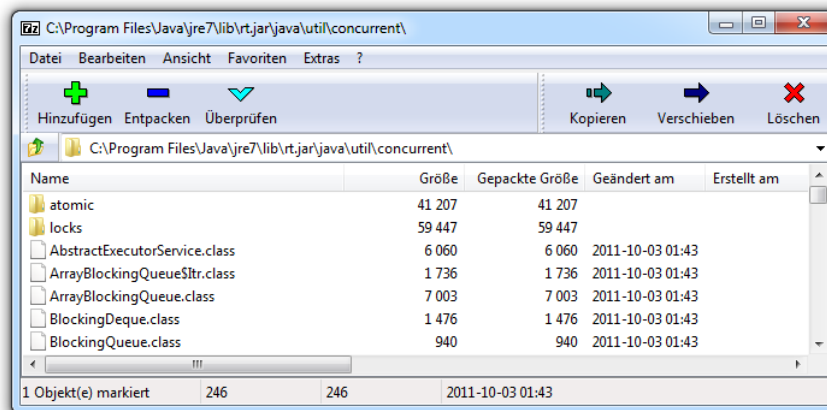 7z C:\Program Files\Java\jre7\lib\rt.jar\java\util\concurrent\
Datei Bearbeiten Ansicht Favoriten Extras ?
Hinzufügen Entpacken Überprüfen Kopieren Verschieben Löschen
C:\Program Files\Java\jre7\lib\rt.jar\java\util\concurrent\
Name Größe Gepackte Größe Geändert am Erstellt am
atomic 41 207 41 207
locks 59 447 59 447
AbstractExecutorService.class 6 060 6 060 2011-10-03 01:43
ArrayBlockingQueue$Itr.class 1 736 1 736 2011-10-03 01:43
ArrayBlockingQueue.class 7 003 7 003 2011-10-03 01:43
BlockingDeque.class 1 476 1 476 2011-10-03 01:43
BlockingQueue.class 940 940 2011-10-03 01:43
1 Objekt(e) markiert 246 246 2011-10-03 01:43